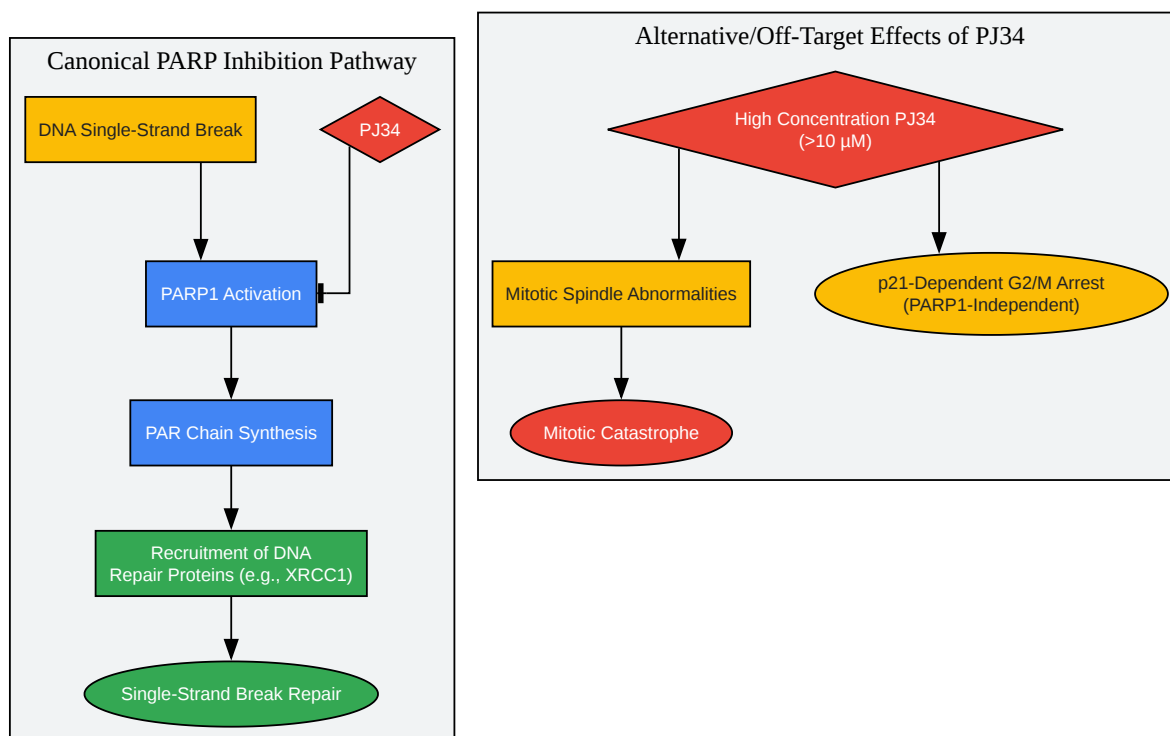 Canonical PARP Inhibition Pathway
DNA Single-Strand Break
PJ34
PARP1 Activation
PAR Chain Synthesis
Recruitment of DNA
Repair Proteins (e.g., XRCC1)
Single-Strand Break Repair
Alternative/Off-Target Effects of PJ34
High Concentration PJ34
(>10 µM)
Mitotic Spindle Abnormalities
p21-Dependent G2/M Arrest
(PARP1-Independent)
Mitotic Catastrophe